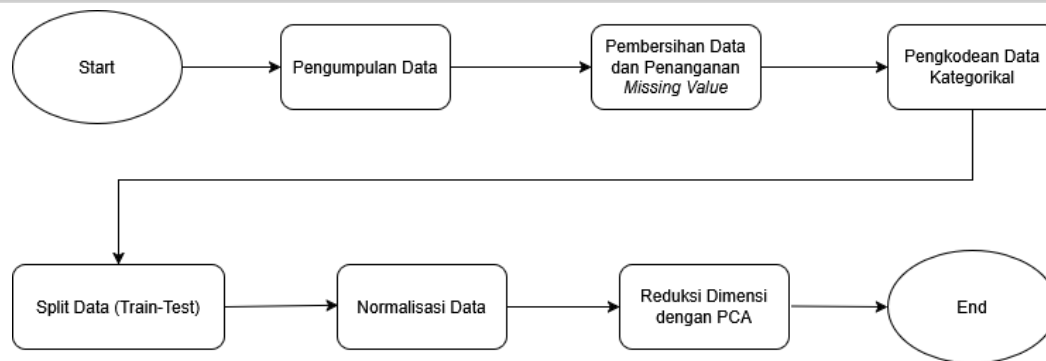 Start
Pengumpulan Data
Pembersihan Data
dan Penanganan
Missing Value
Pengkodean Data
Kategorikal
Split Data (Train-Test)
Normalisasi Data
Reduksi Dimensi
dengan PCA
End